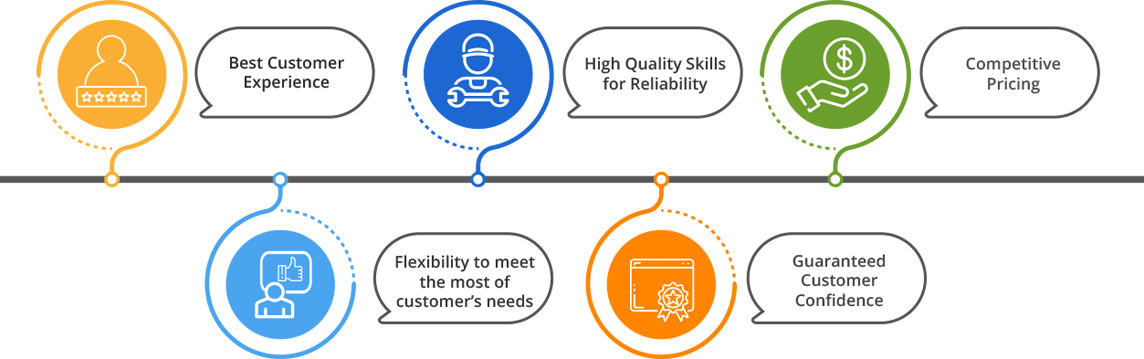 Best Customer
Experience
High Quality Skills
for Reliability
Competitive
Pricing
$
Flexibility to meet
the most of
customer's needs
Guaranteed
Customer
Confidence